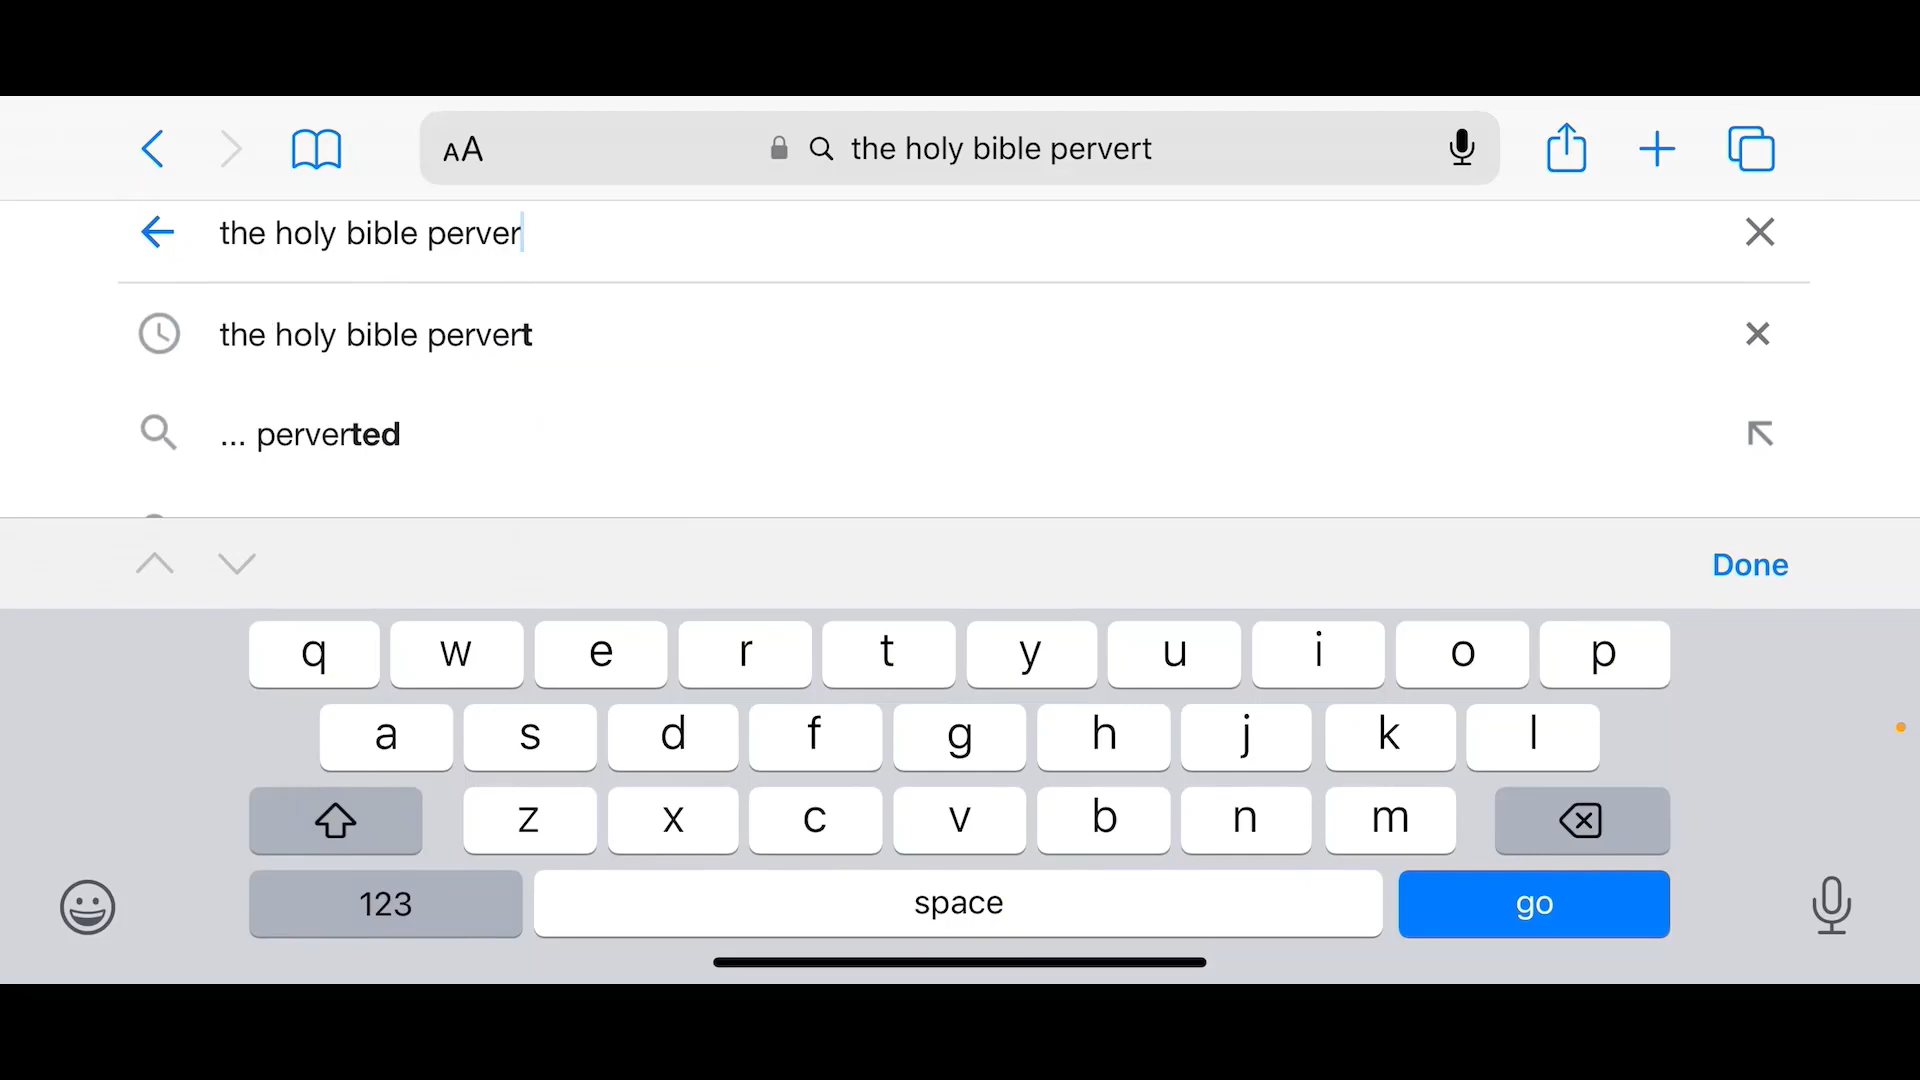 AA the holy bible pervert
the holy bible perver
the holy bible pervert
... perverted
Done
q w e r t y u i o p
a s d f g h j k l
z x c v b n m
123 space go